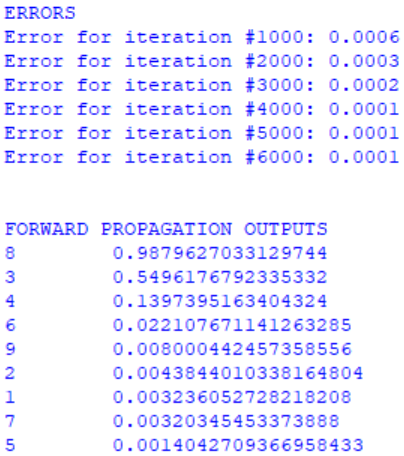 ERRORS
Error for iteration #1000: 0.0006
Error for iteration #2000: 0.0003
Error for iteration #3000: 0.0002
Error for iteration #4000: 0.0001
Error for iteration #5000: 0.0001
Error for iteration #6000: 0.0001
FORWARD PROPAGATION OUTPUTS
8 0.9879627033129744
3 0.5496176792335332
4 0.1397395163404324
6 0.022107671141263285
9 0.008000442457358556
2 0.0043844010338164804
1 0.003236052728218208
7 0.00320345453373888
5 0.0014042709366958433